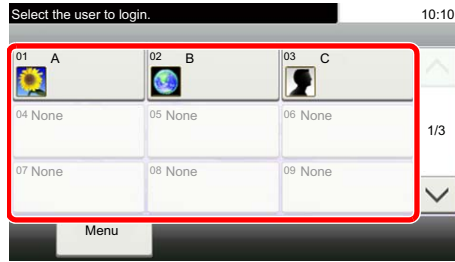 Select the user to login. 10:10
01 A 02 B 03 C
04 None 05 None 06 None
1/3
07 None 08 None 09 None
Menu